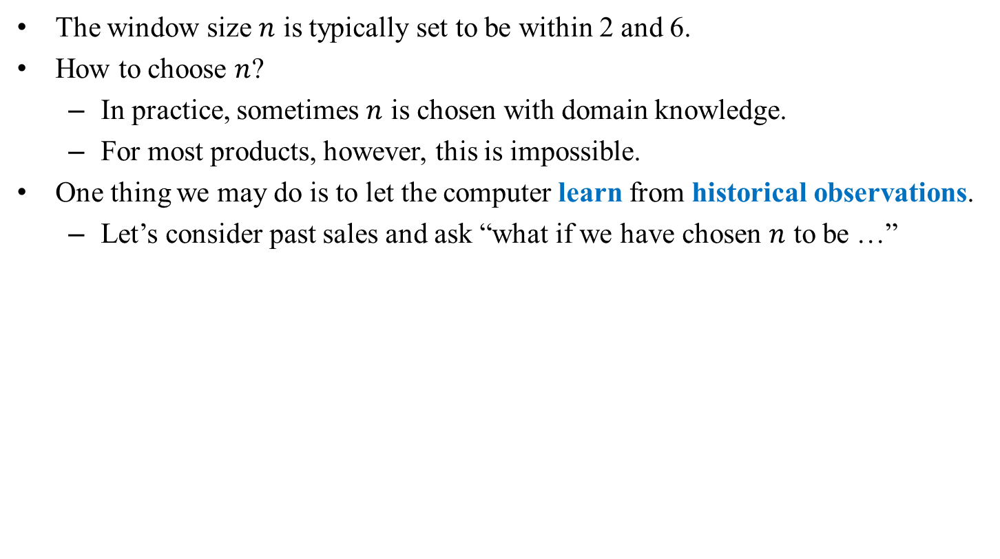 • The window size n is typically set to be within 2 and 6.
• How to choose n?
– In practice, sometimes n is chosen with domain knowledge.
– For most products, however, this is impossible.
• One thing we may do is to let the computer learn from historical observations.
– Let’s consider past sales and ask “what if we have chosen n to be …”